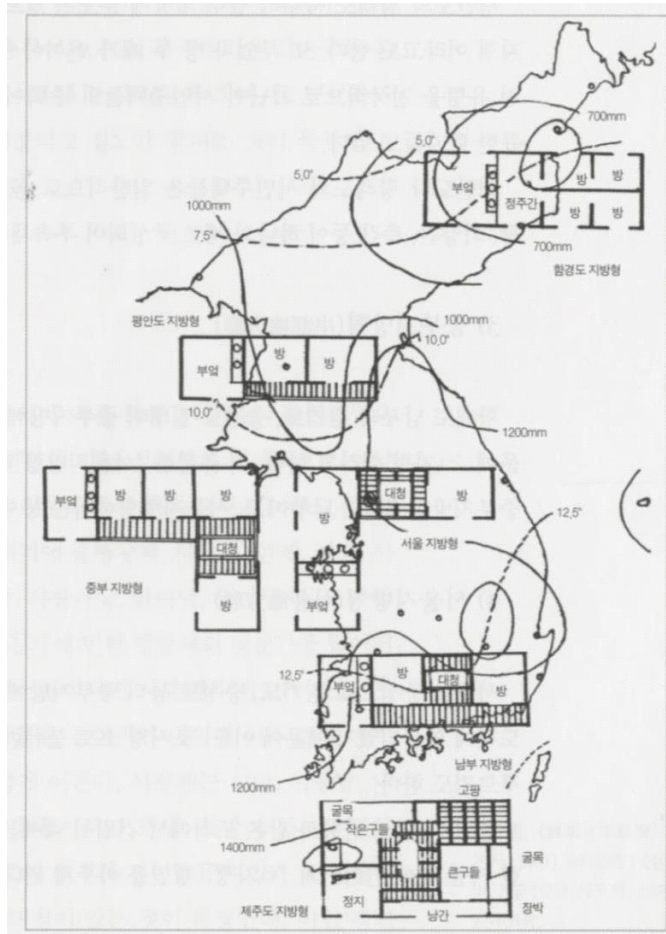 700mm
5,0°
5,0°
방 방
부엌 정주간
방 방
1000mm
7,5°
700mm
함경도 지방형
평안도 지방형
1000mm
10,0°
부엌 방 방
10,0°
1200mm
부엌 방 방 방
방 대청 방
12,5°
대청
서울 지방형
중부 지방형
방
부엌
12,5°
부엌 방 대청 방
남부 지방형
1200mm
고팡
굴묵
작은구들
1400mm
굴묵
큰구들
제주도 지방형
정지
낭간
장박